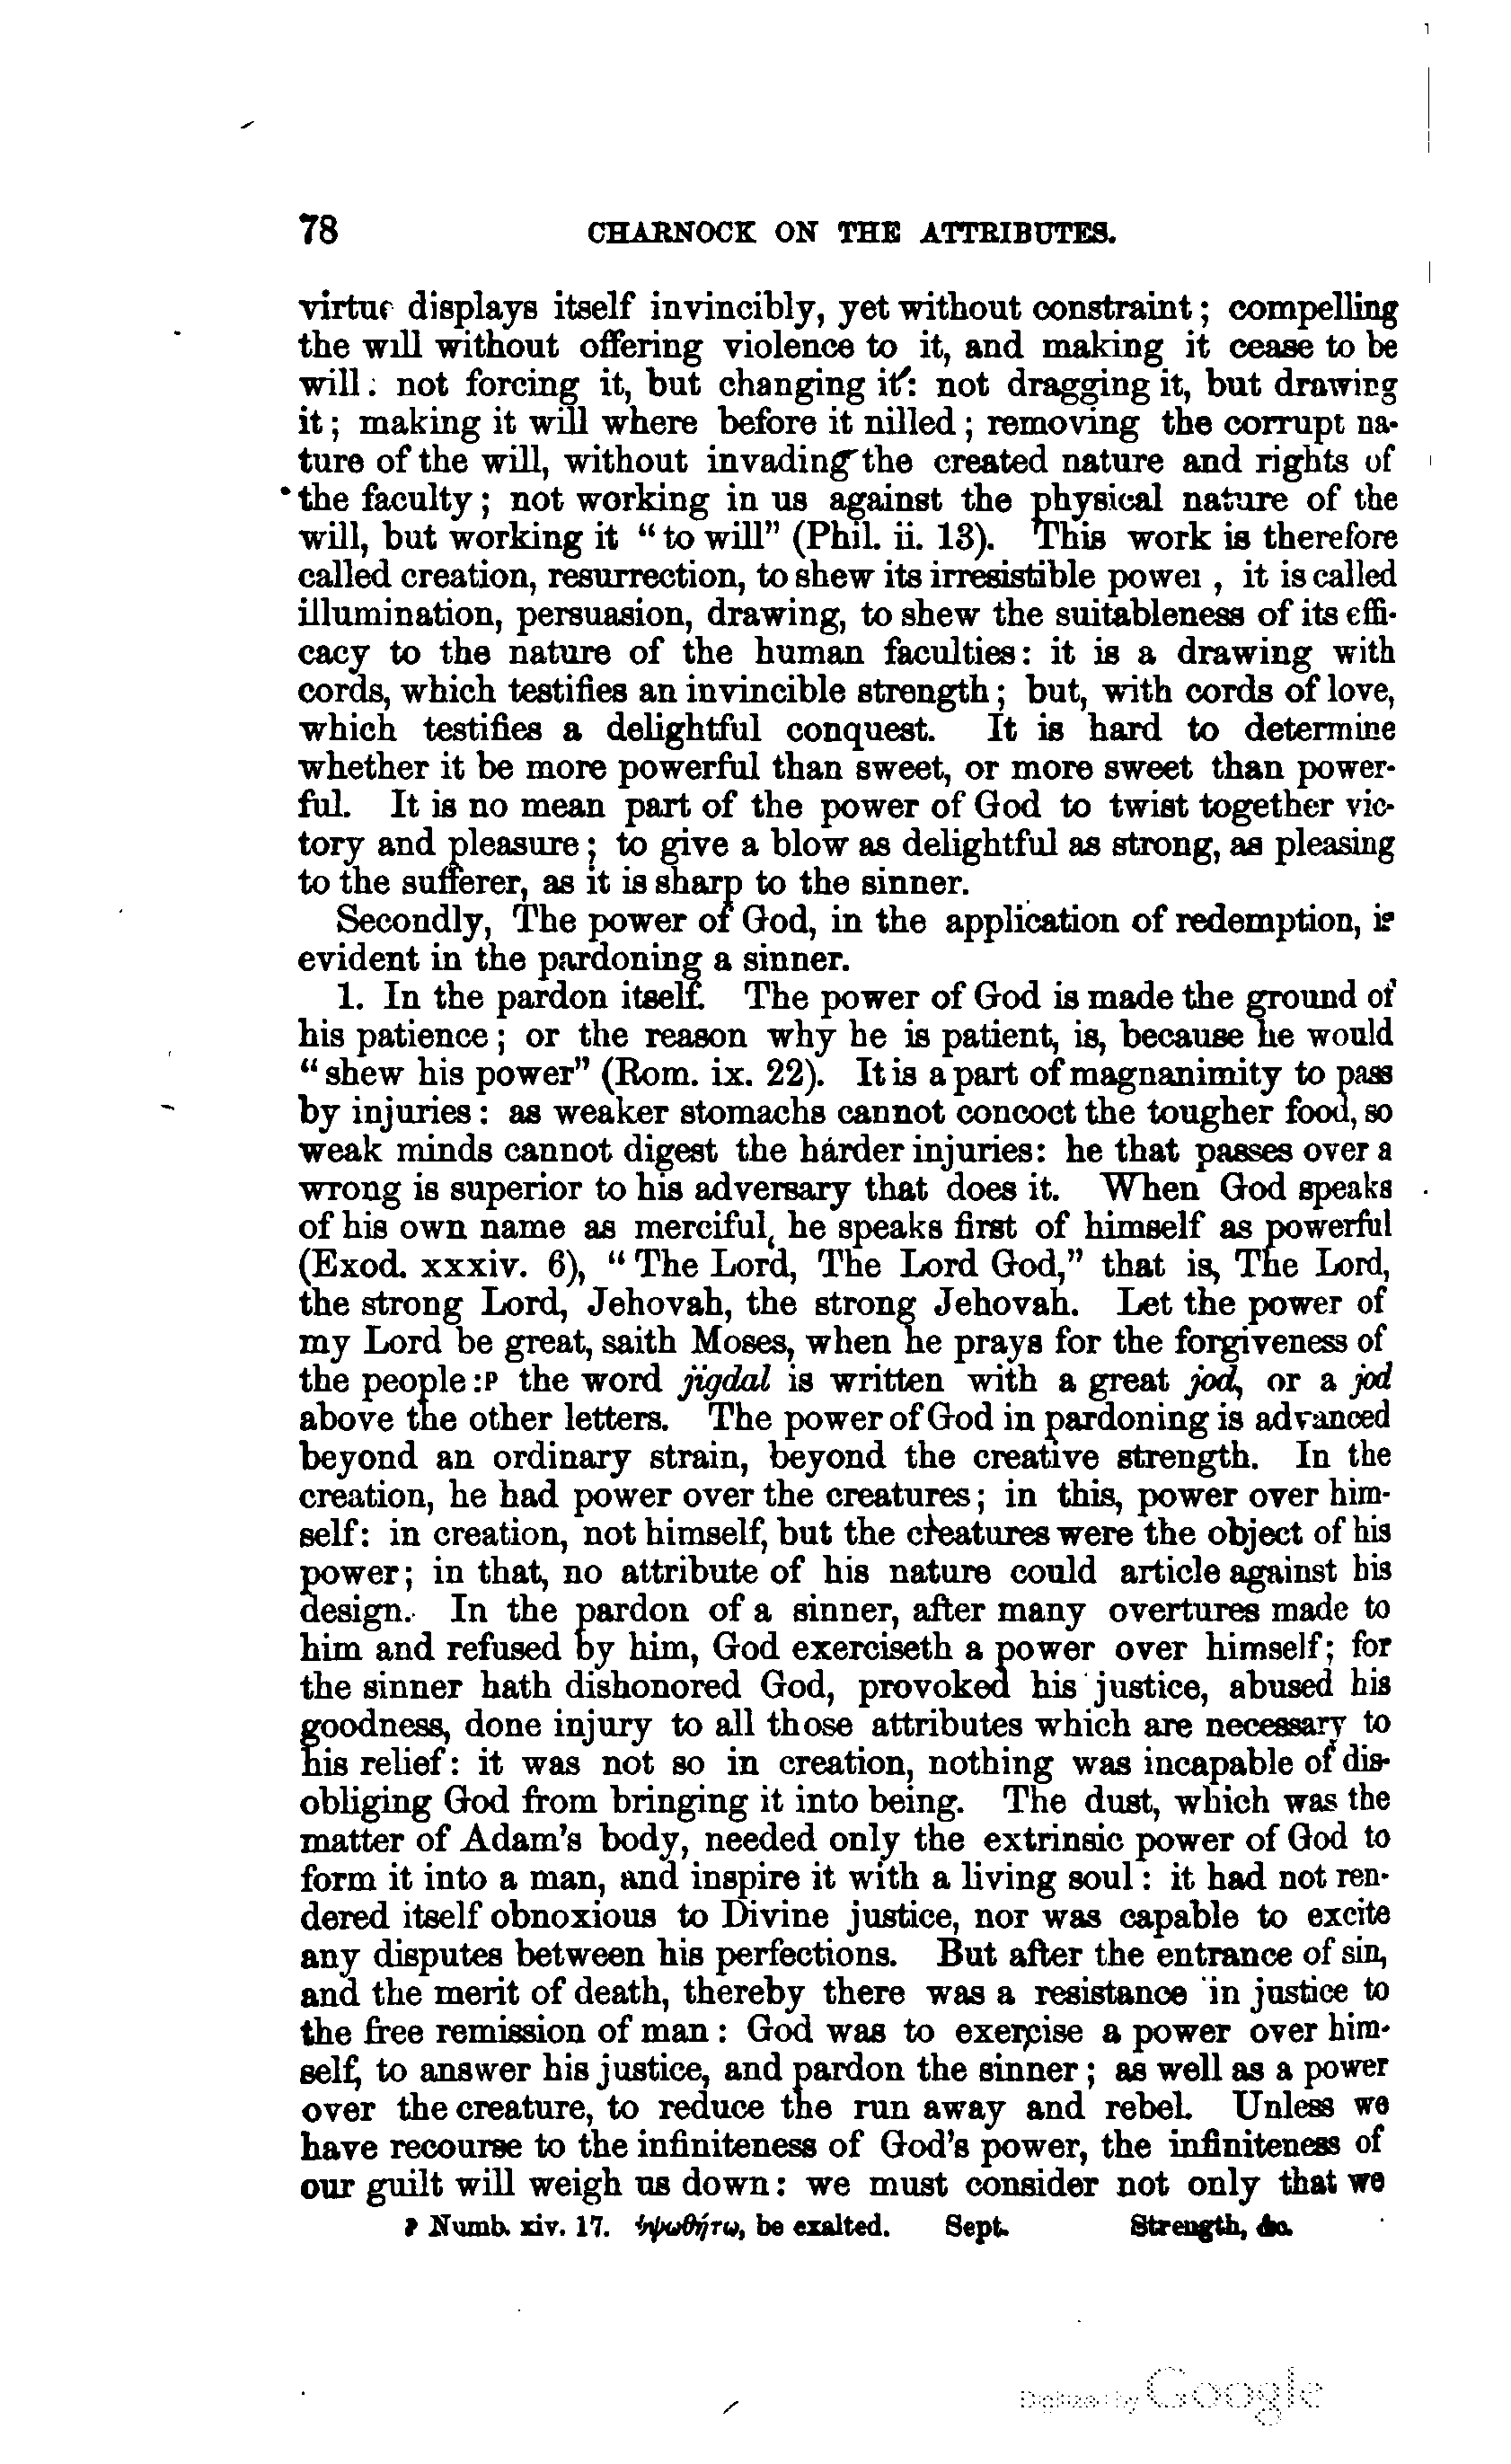 78 CHARNOCK ON THE ATTRIBUTES.
virtue displays itself invincibly, yet without constraint; compelling
the will without offering violence to it, and making it cease to be
will: not forcing it, but changing it: not dragging it, but drawing
it; making it will where before it nilled; removing the corrupt na-
ture of the will, without invading the created nature and rights of
the faculty; not working in us against the physical nature of the
will, but working it “to will” (Phil. ii. 13). This work is therefore
called creation, resurrection, to shew its irresistible power, it is called
illumination, persuasion, drawing, to shew the suitableness of its effi-
cacy to the nature of the human faculties: it is a drawing with
cords, which testifies an invincible strength; but, with cords of love,
which testifies a delightful conquest. It is hard to determine
whether it be more powerful than sweet, or more sweet than power-
ful. It is no mean part of the power of God to twist together vic-
tory and pleasure; to give a blow as delightful as strong, as pleasing
to the sufferer, as it is sharp to the sinner.
Secondly, The power of God, in the application of redemption, is
evident in the pardoning a sinner.
1. In the pardon itself. The power of God is made the ground of
his patience; or the reason why he is patient, is, because he would
“shew his power” (Rom. ix. 22). It is a part of magnanimity to pass
by injuries: as weaker stomachs cannot concoct the tougher food, so
weak minds cannot digest the harder injuries: he that passes over a
wrong is superior to his adversary that does it. When God speaks
of his own name as merciful, he speaks first of himself as powerful
(Exod. xxxiv. 6), “The Lord, The Lord God,” that is, The Lord,
the strong Lord, Jehovah, the strong Jehovah. Let the power of
my Lord be great, saith Moses, when he prays for the forgiveness of
the people:p the word jigdal is written with a great jod, or a jod
above the other letters. The power of God in pardoning is advanced
beyond an ordinary strain, beyond the creative strength. In the
creation, he had power over the creatures; in this, power over him-
self: in creation, not himself, but the creatures were the object of his
power; in that, no attribute of his nature could article against his
design. In the pardon of a sinner, after many overtures made to
him and refused by him, God exerciseth a power over himself; for
the sinner hath dishonored God, provoked his justice, abused his
goodness, done injury to all those attributes which are necessary to
his relief: it was not so in creation, nothing was incapable of dis-
obliging God from bringing it into being. The dust, which was the
matter of Adam's body, needed only the extrinsic power of God to
form it into a man, and inspire it with a living soul: it had not ren-
dered itself obnoxious to Divine justice, nor was capable to excite
any disputes between his perfections. But after the entrance of sin,
and the merit of death, thereby there was a resistance in justice to
the free remission of man: God was to exercise a power over him-
self, to answer his justice, and pardon the sinner; as well as a power
over the creature, to reduce the run away and rebel. Unless we
have recourse to the infiniteness of God's power, the infiniteness of
our guilt will weigh us down: we must consider not only that we
p Numb. xiv. 17. ὑψωθήτω, be exalted. Sept. Strength, &c.
Digitized by Google